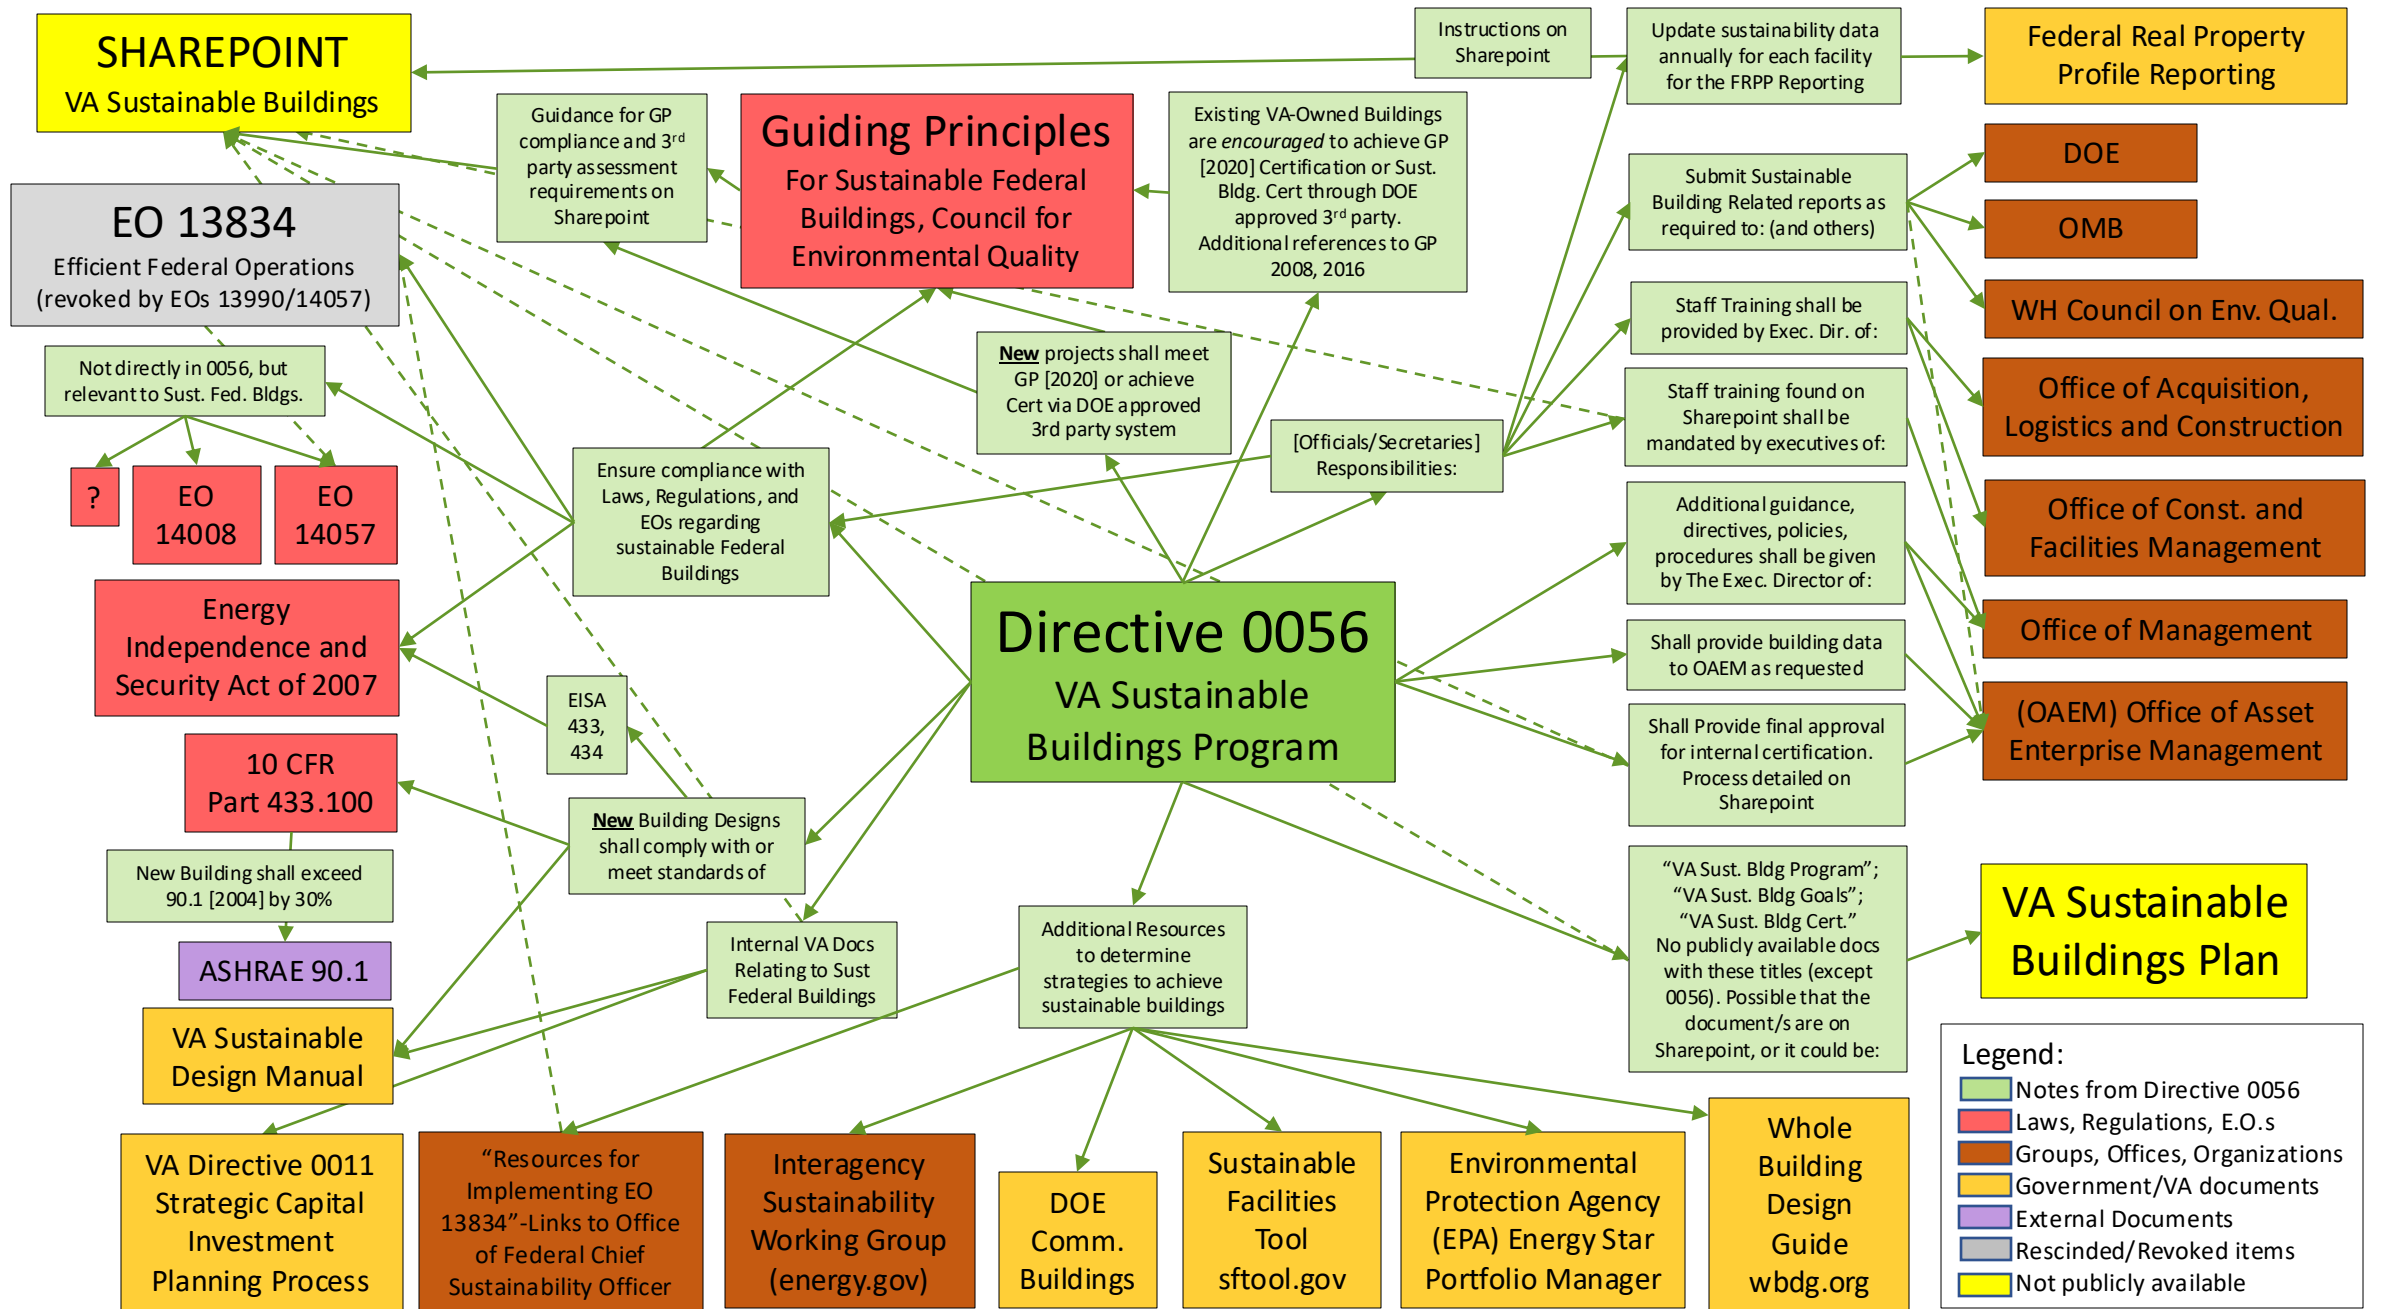 SHAREPOINT
VA Sustainable Buildings
Instructions on
Sharepoint
Update sustainability data
annually for each facility
for the FRPP Reporting
Federal Real Property
Profile Reporting
Guidance for GP
compliance and 3rd
party assessment
requirements on
Sharepoint
Guiding Principles
For Sustainable Federal
Buildings, Council for
Environmental Quality
Existing VA-Owned Buildings
are encouraged to achieve GP
[2020] Certification or Sust.
Bldg. Cert through DOE
approved 3rd party.
Additional references to GP
2008, 2016
Submit Sustainable
Building Related reports as
required to: (and others)
DOE
OMB
WH Council on Env. Qual.
EO 13834
Efficient Federal Operations
(revoked by EOs 13990/14057)
Staff Training shall be
provided by Exec. Dir. of:
Office of Acquisition,
Logistics and Construction
Not directly in 0056, but
relevant to Sust. Fed. Bldgs.
New projects shall meet
GP [2020] or achieve
Cert via DOE approved
3rd party system
Staff training found on
Sharepoint shall be
mandated by executives of:
?
EO
14008
EO
14057
Ensure compliance with
Laws, Regulations, and
EOs regarding
sustainable Federal
Buildings
[Officials/Secretaries]
Responsibilities:
Additional guidance,
directives, policies,
procedures shall be given
by The Exec. Director of:
Office of Const. and
Facilities Management
Energy
Independence and
Security Act of 2007
Directive 0056
VA Sustainable
Buildings Program
Shall provide building data
to OAEM as requested
Office of Management
EISA
433,
434
Shall Provide final approval
for internal certification.
Process detailed on
Sharepoint
(OAEM) Office of Asset
Enterprise Management
10 CFR
Part 433.100
New Building Designs
shall comply with or
meet standards of
New Building shall exceed
90.1 [2004] by 30%
"VA Sust. Bldg Program";
"VA Sust. Bldg Goals";
"VA Sust. Bldg Cert."
No publicly available docs
with these titles (except
0056). Possible that the
document/s are on
Sharepoint, or it could be:
VA Sustainable
Buildings Plan
ASHRAE 90.1
Internal VA Docs
Relating to Sust
Federal Buildings
Additional Resources
to determine
strategies to achieve
sustainable buildings
VA Sustainable
Design Manual
VA Directive 0011
Strategic Capital
Investment
Planning Process
"Resources for
Implementing EO
13834"-Links to Office
of Federal Chief
Sustainability Officer
Interagency
Sustainability
Working Group
(energy.gov)
DOE
Comm.
Buildings
Sustainable
Facilities
Tool
sftool.gov
Environmental
Protection Agency
(EPA) Energy Star
Portfolio Manager
Whole
Building
Design
Guide
wbdg.org
Legend:
Notes from Directive 0056
Laws, Regulations, E.O.s
Groups, Offices, Organizations
Government/VA documents
External Documents
Rescinded/Revoked items
Not publicly available